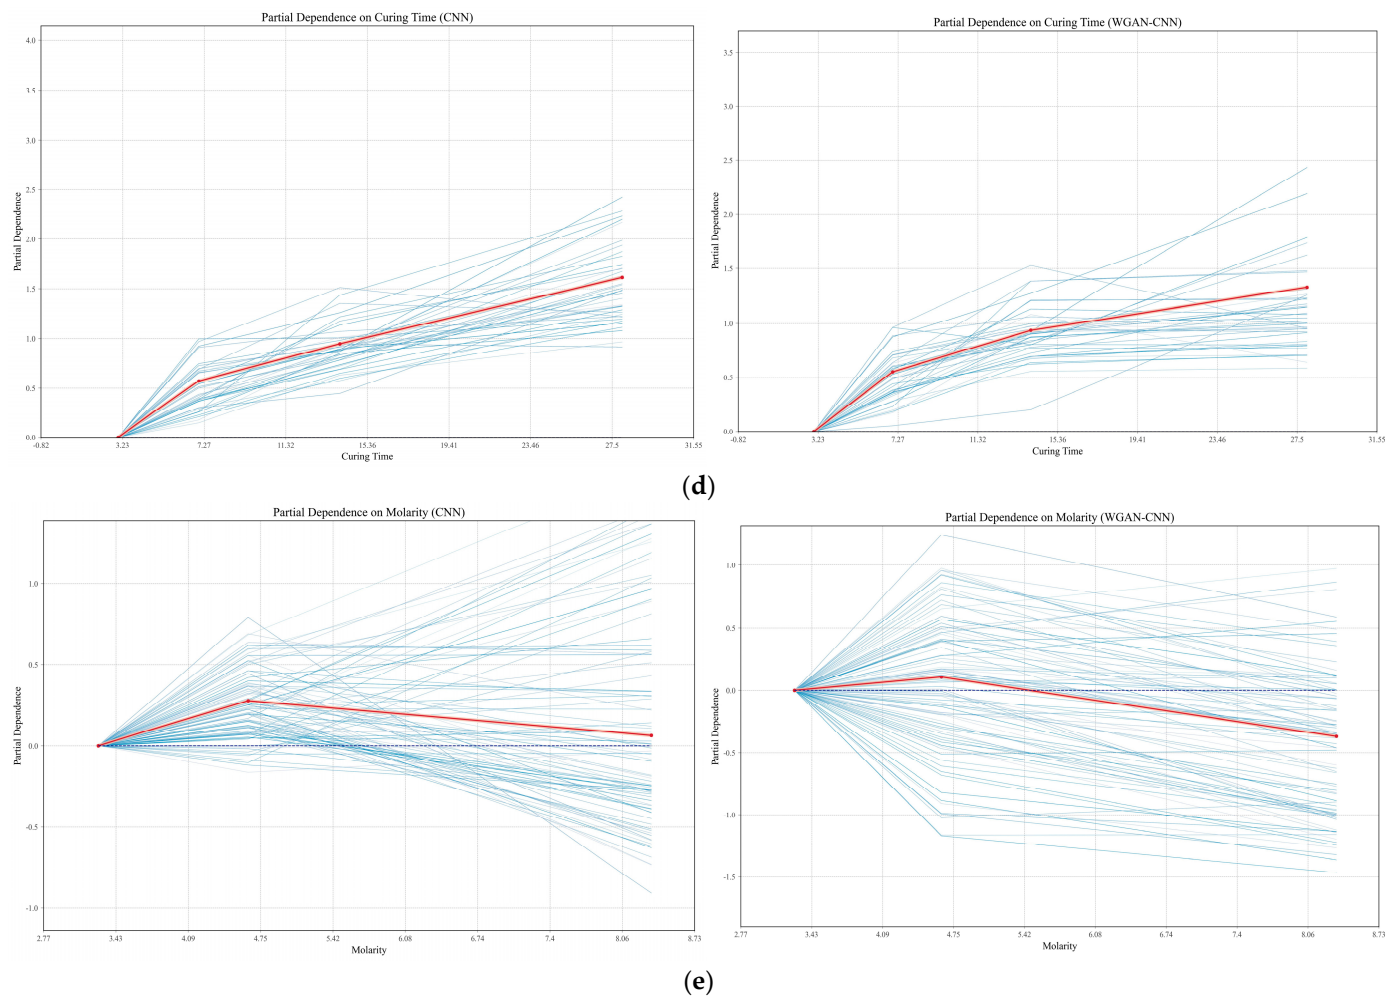 Partial Dependence on Curing Time (CNN)
4.0
3.5
3.0
2.5
2.0
1.5
1.0
0.5
0.0
Partial Dependence
-0.82 3.23 7.27 11.32 15.36 19.41 23.46 27.5 31.55
Curing Time
Partial Dependence on Curing Time (WGAN-CNN)
3.5
3.0
2.5
2.0
1.5
1.0
0.5
0.0
Partial Dependence
-0.82 3.23 7.27 11.32 15.36 19.41 23.46 27.5 31.55
Curing Time
(d)
Partial Dependence on Molarity (CNN)
1.0
0.5
0.0
-0.5
-1.0
Partial Dependence
2.77 3.43 4.09 4.75 5.42 6.08 6.74 7.4 8.06 8.73
Molarity
Partial Dependence on Molarity (WGAN-CNN)
1.0
0.5
0.0
-0.5
-1.0
-1.5
Partial Dependence
2.77 3.43 4.09 4.75 5.42 6.08 6.74 7.4 8.06 8.73
Molarity
(e)